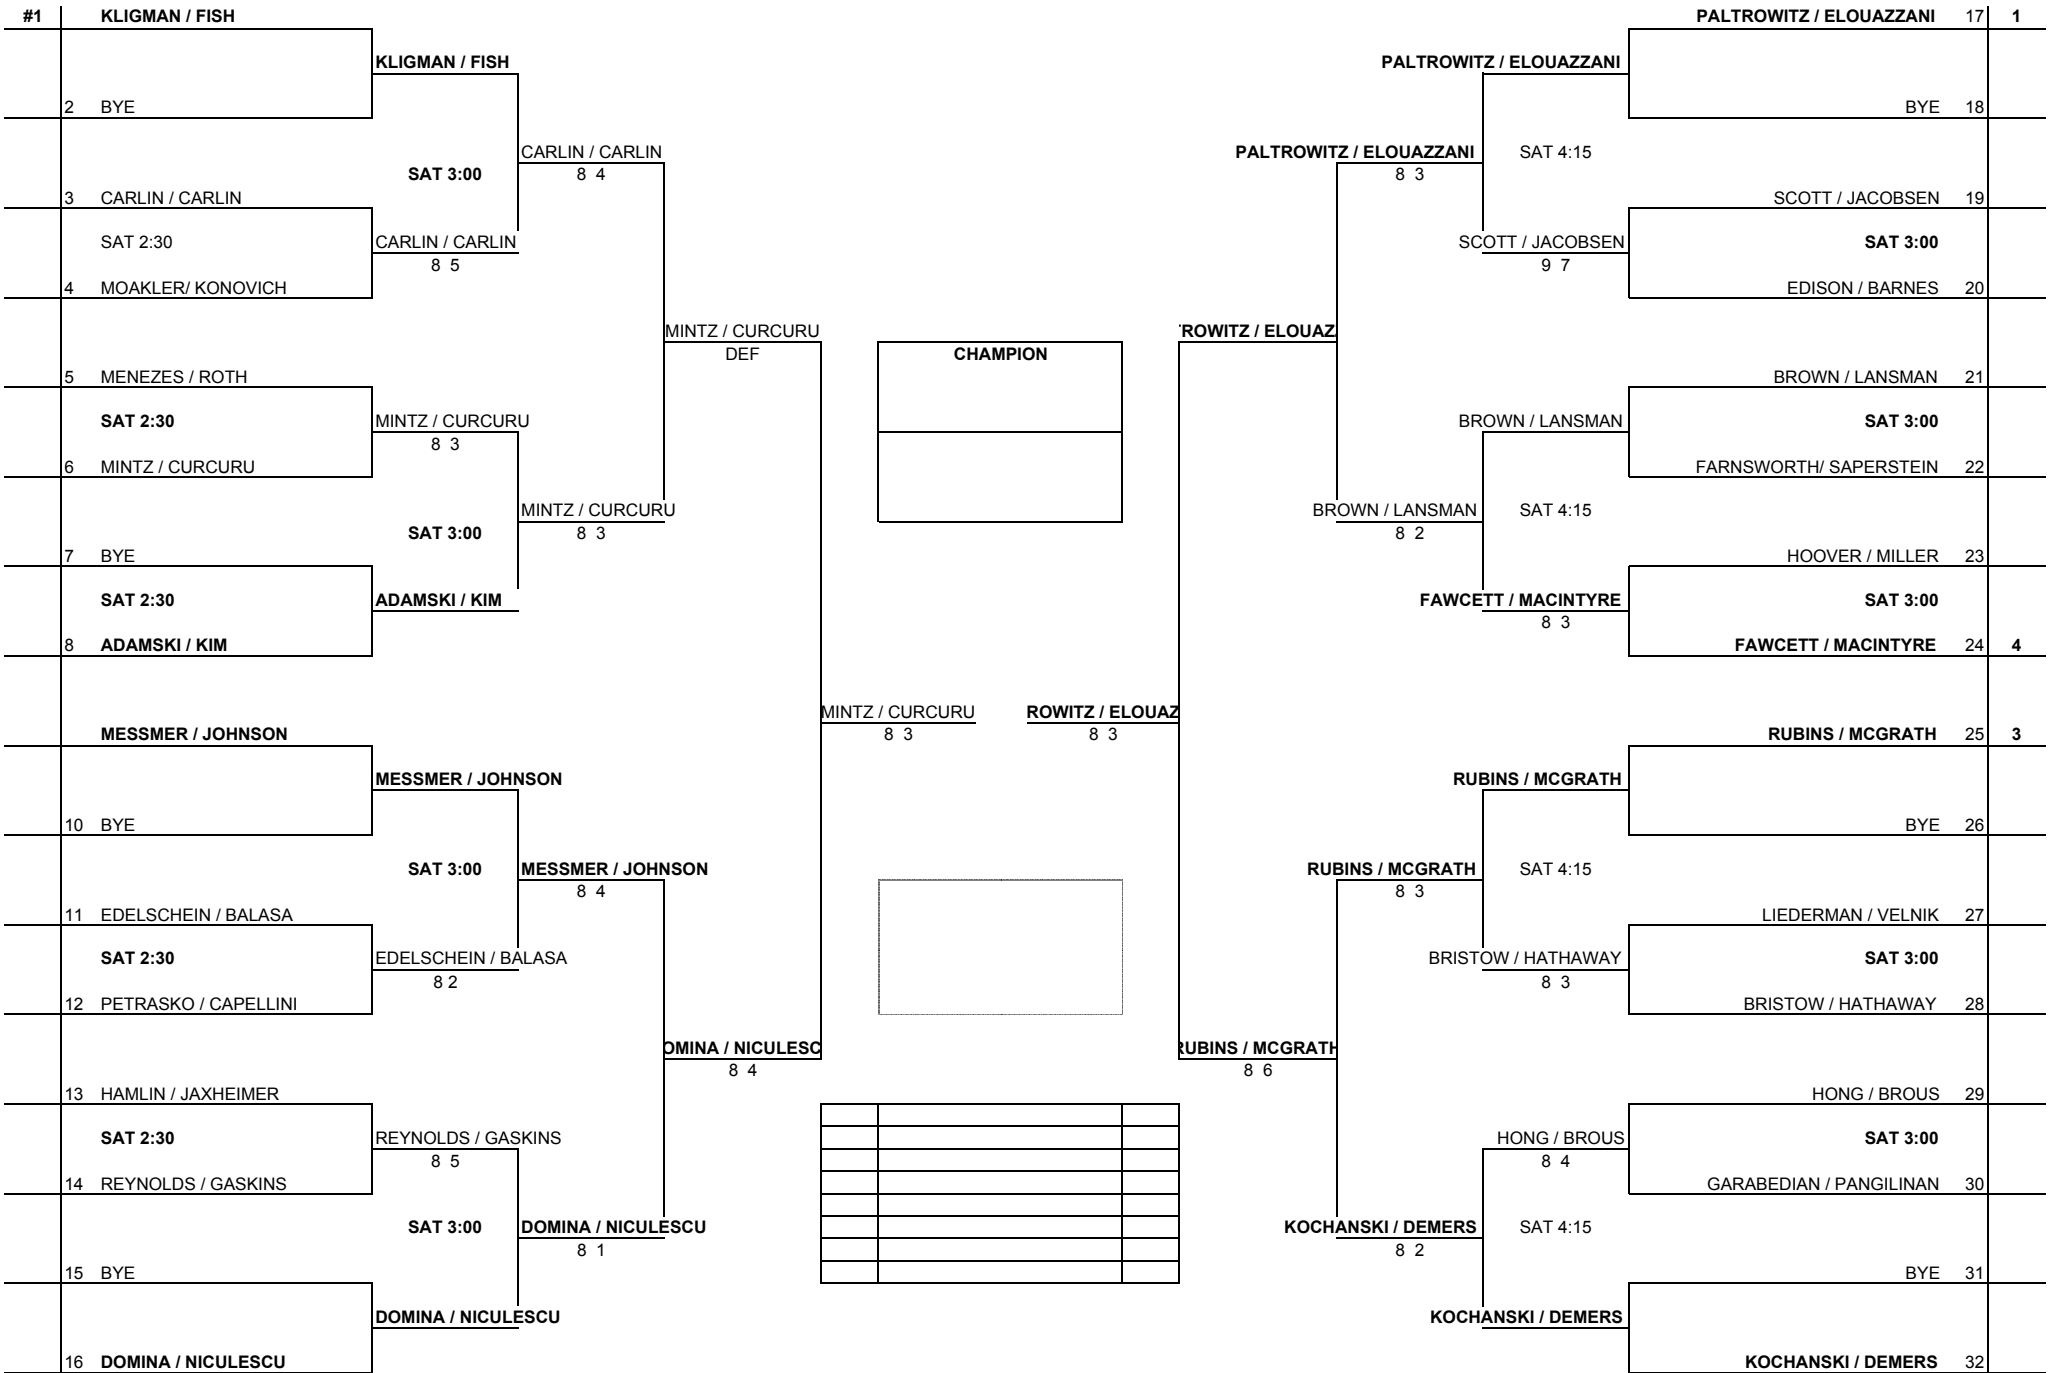 #1 KLIGMAN / FISH
KLIGMAN / FISH
2 BYE
CARLIN / CARLIN
SAT 3:00
8 4
3 CARLIN / CARLIN
SAT 2:30
CARLIN / CARLIN
8 5
4 MOAKLER/ KONOVICH
MINTZ / CURCURU
DEF
5 MENEZES / ROTH
SAT 2:30
MINTZ / CURCURU
8 3
6 MINTZ / CURCURU
MINTZ / CURCURU
SAT 3:00
8 3
7 BYE
SAT 2:30
ADAMSKI / KIM
8 ADAMSKI / KIM
MINTZ / CURCURU
8 3
MESSMER / JOHNSON
MESSMER / JOHNSON
10 BYE
SAT 3:00
MESSMER / JOHNSON
8 4
11 EDELSCHEIN / BALASA
SAT 2:30
EDELSCHEIN / BALASA
8 2
12 PETRASKO / CAPELLINI
OMINA / NICULESC
8 4
13 HAMLIN / JAXHEIMER
SAT 2:30
REYNOLDS / GASKINS
8 5
14 REYNOLDS / GASKINS
SAT 3:00
DOMINA / NICULESCU
8 1
15 BYE
DOMINA / NICULESCU
16 DOMINA / NICULESCU
CHAMPION
PALTROWITZ / ELOUAZZANI 17 1
PALTROWITZ / ELOUAZZANI
BYE 18
PALTROWITZ / ELOUAZZANI
SAT 4:15
8 3
SCOTT / JACOBSEN 19
SCOTT / JACOBSEN
SAT 3:00
9 7
EDISON / BARNES 20
ROWITZ / ELOUAZ
BROWN / LANSMAN 21
BROWN / LANSMAN
SAT 3:00
FARNSWORTH/ SAPERSTEIN 22
BROWN / LANSMAN
SAT 4:15
8 2
HOOVER / MILLER 23
FAWCETT / MACINTYRE
SAT 3:00
8 3
FAWCETT / MACINTYRE 24 4
ROWITZ / ELOUAZ
8 3
RUBINS / MCGRATH 25 3
RUBINS / MCGRATH
BYE 26
RUBINS / MCGRATH
SAT 4:15
8 3
LIEDERMAN / VELNIK 27
BRISTOW / HATHAWAY
SAT 3:00
8 3
BRISTOW / HATHAWAY 28
RUBINS / MCGRATH
8 6
HONG / BROUS 29
HONG / BROUS
SAT 3:00
8 4
GARABEDIAN / PANGILINAN 30
KOCHANSKI / DEMERS
SAT 4:15
8 2
BYE 31
KOCHANSKI / DEMERS
KOCHANSKI / DEMERS 32